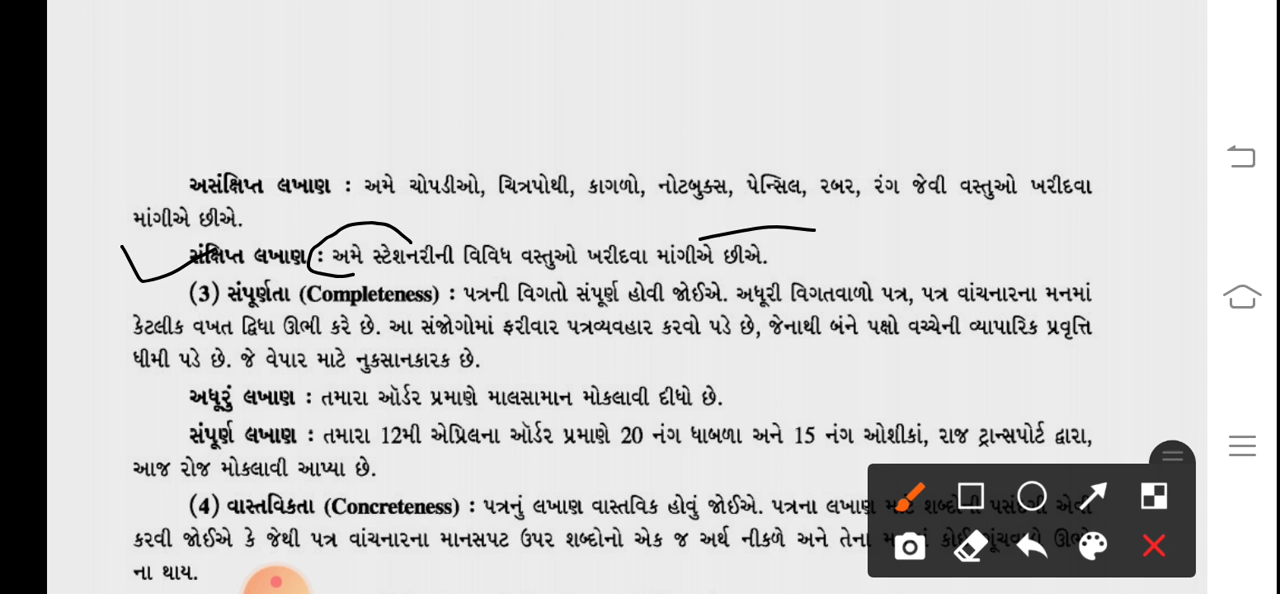 અસંક્ષિપ્ત લખાણ : અમે ચોપડીઓ, ચિત્રપોથી, કાગળો, નોટબુક્સ, પેન્સિલ, રબર, રંગ જેવી વસ્તુઓ ખરીદવા
માંગીએ છીએ.
સંક્ષિપ્ત લખાણ : અમે સ્ટેશનરીની વિવિધ વસ્તુઓ ખરીદવા માંગીએ છીએ.
(3) સંપૂર્ણતા (Completeness) : પત્રની વિગતો સંપૂર્ણ હોવી જોઈએ. અધૂરી વિગતવાળો પત્ર, પત્ર વાંચનારના મનમાં
કેટલીક વખત દ્વિધા ઊભી કરે છે. આ સંજોગોમાં ફરીવાર પત્રવ્યવહાર કરવો પડે છે, જેનાથી બંને પક્ષો વચ્ચેની વ્યાપારિક પ્રવૃત્તિ
ધીમી પડે છે. જે વેપાર માટે નુકસાનકારક છે.
અધૂરું લખાણ : તમારા ઑર્ડર પ્રમાણે માલસામાન મોકલાવી દીધો છે.
સંપૂર્ણ લખાણ : તમારા 12મી એપ્રિલના ઑર્ડર પ્રમાણે 20 નંગ ધાબળા અને 15 નંગ ઓશીકાં, રાજ ટ્રાન્સપોર્ટ દ્વારા,
આજ રોજ મોકલાવી આપ્યા છે.
(4) વાસ્તવિકતા (Concreteness) : પત્રનું લખાણ વાસ્તવિક હોવું જોઈએ. પત્રના લખાણ માટે શબ્દોની પસંદગી એવી
કરવી જોઈએ કે જેથી પત્ર વાંચનારના માનસપટ ઉપર શબ્દોનો એક જ અર્થ નીકળે અને તેના
ના થાય.